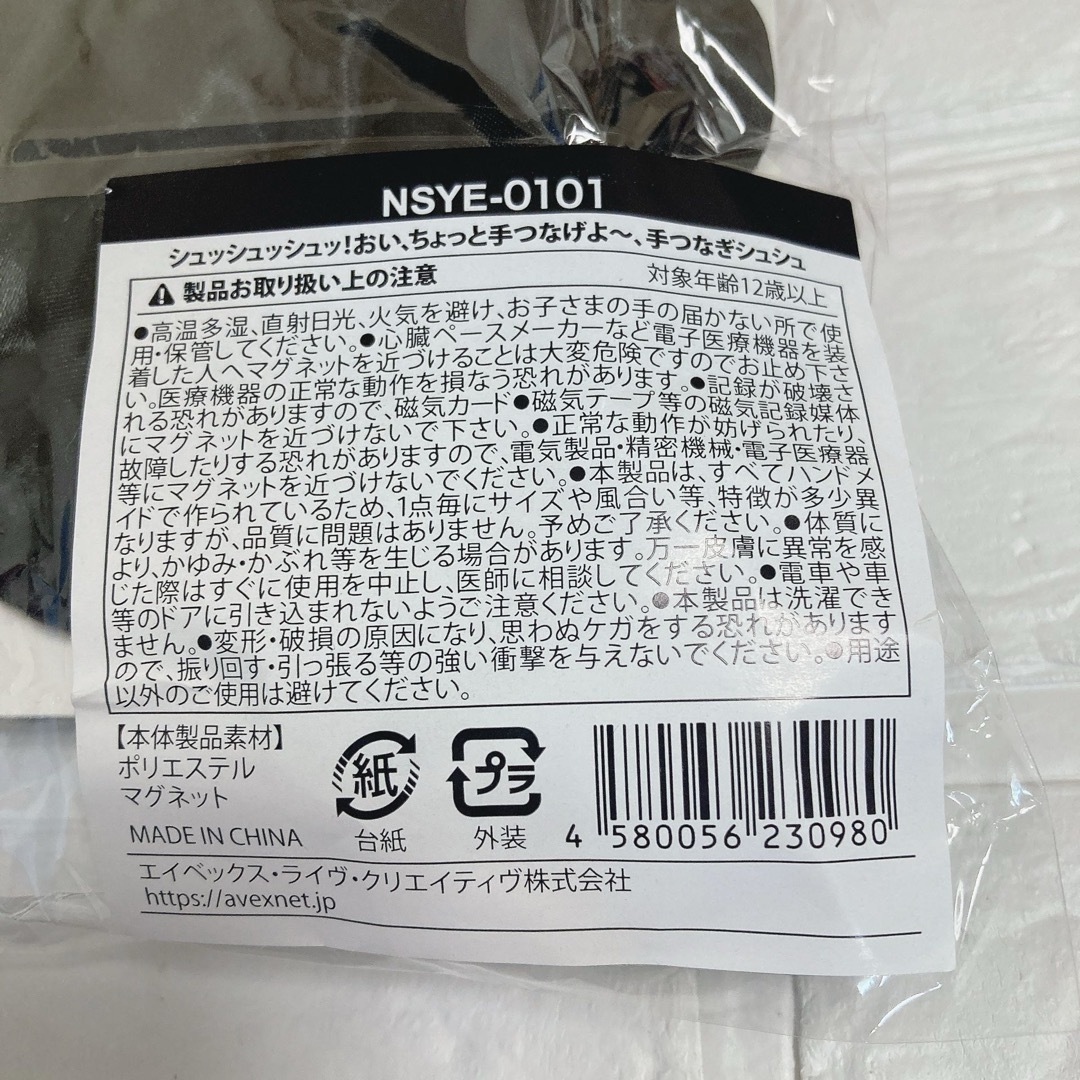 NSYE-0101
シュッシュッシュッ!おい、ちょっと手つなげよ〜、手つなぎシュシュ
製品お取り扱い上の注意 対象年齢12歳以上
●高温多湿、直射日光、火気を避け、お子さまの手の届かない所で使
用・保管してください。●心臓ペースメーカーなど電子医療機器を装
着した人へマグネットを近づけることは大変危険ですのでお止め下さ
い。医療機器の正常な動作を損なう恐れがあります。●記録が破壊さ
れる恐れがありますので、磁気カード●磁気テープ等の磁気記録媒体
にマグネットを近づけないで下さい。●正常な動作が妨げられたり、
故障したりする恐れがありますので、電気製品・精密機械・電子医療器
等にマグネットを近づけないでください。●本製品は、すべてハンドメ
イドで作られているため、1点毎にサイズや風合い等、特徴が多少異
なりますが、品質に問題はありません。予めご了承ください。●体質に
より、かゆみ・かぶれ等を生じる場合があります。万一皮膚に異常を感
じた際はすぐに使用を中止し、医師に相談してください。●電車や車
等のドアに引き込まれないようご注意ください。●本製品は洗濯でき
ません。●変形・破損の原因になり、思わぬケガをする恐れがあります
ので、振り回す・引っ張る等の強い衝撃を与えないでください。●用途
以外のご使用は避けてください。
【本体製品素材】
ポリエステル
マグネット
MADE IN CHINA
紙
台紙
プラ
外装
4 580056 230980
エイベックス・ライヴ・クリエイティヴ株式会社
https://avexnet.jp